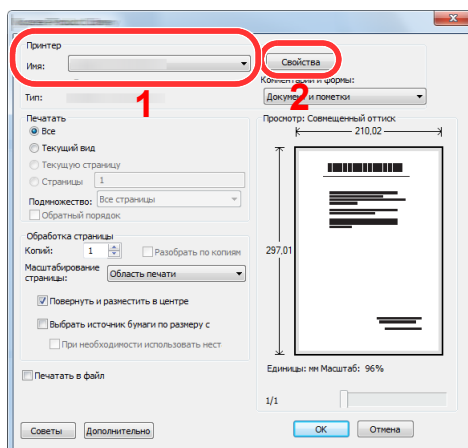 Принтер
Имя:
Свойства
Комментарии и формы:
Тип:
1
2
Документ и пометки
Печатать
Все
Текущий вид
Текущую страницу
Страницы 1
Подмножество: Все страницы
Обратный порядок
Просмотр: Совмещенный оттиск
210,02
297,01
Обработка страницы
Копий: 1 Разобрать по копиям
Масштабирование
страницы: Область печати
Повернуть и разместить в центре
Выбрать источник бумаги по размеру с
При необходимости использовать нест
Печатать в файл
Единицы: мм Масштаб: 96%
1/1
Советы Дополнительно
OK Отмена